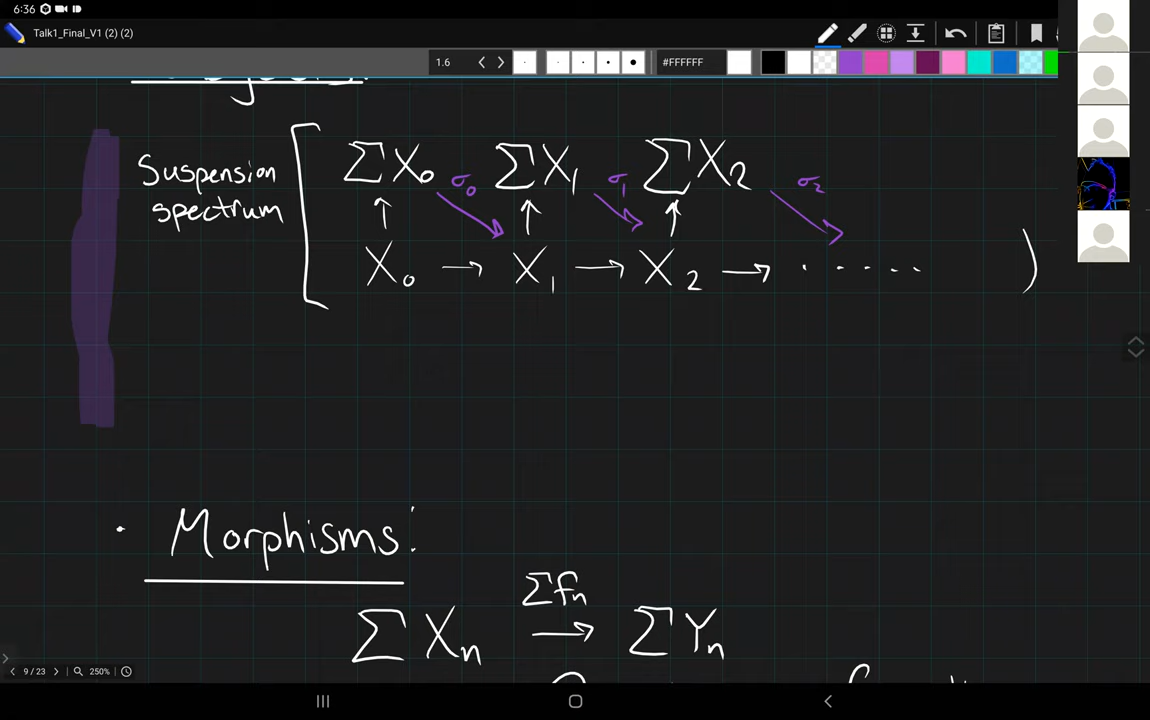 6:36
Talk1_Final_V1 (2) (2)
1.6
#FFFFFF
Suspension
spectrum
ΣX₀ σ₀ ΣX₁ σ₁ ΣX₂ σ₂
↑ ↑ ↑
X₀ → X₁ → X₂ → ...... )
· Morphisms:
Σfₙ
ΣXₙ → ΣYₙ
9 / 23
250%